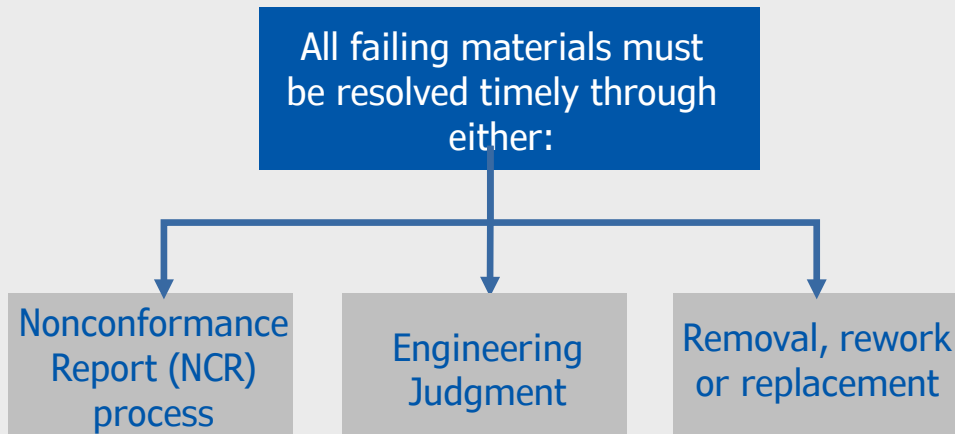 All failing materials must
be resolved timely through
either:
Nonconformance
Report (NCR)
process
Engineering
Judgment
Removal, rework
or replacement